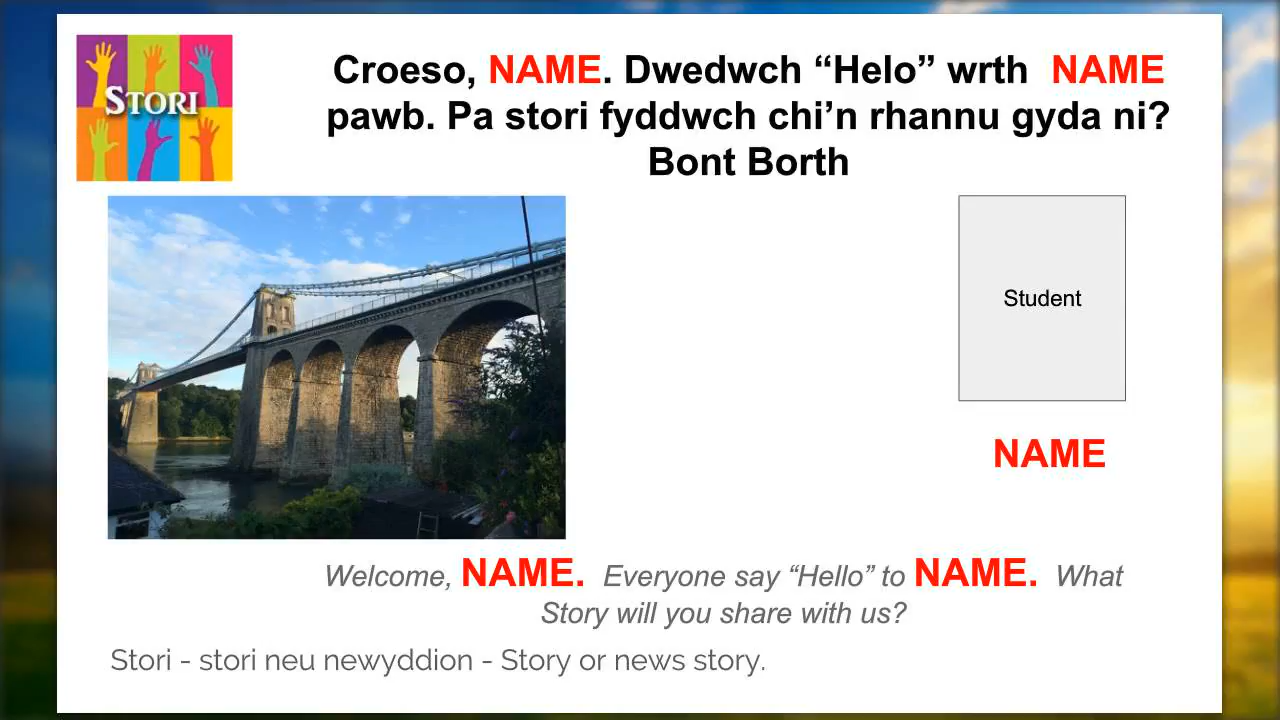 STORI
Croeso, NAME. Dwedwch “Helo” wrth NAME
pawb. Pa stori fyddwch chi’n rhannu gyda ni?
Bont Borth
Student
NAME
Welcome, NAME. Everyone say “Hello” to NAME. What
Story will you share with us?
Stori - stori neu newyddion - Story or news story.